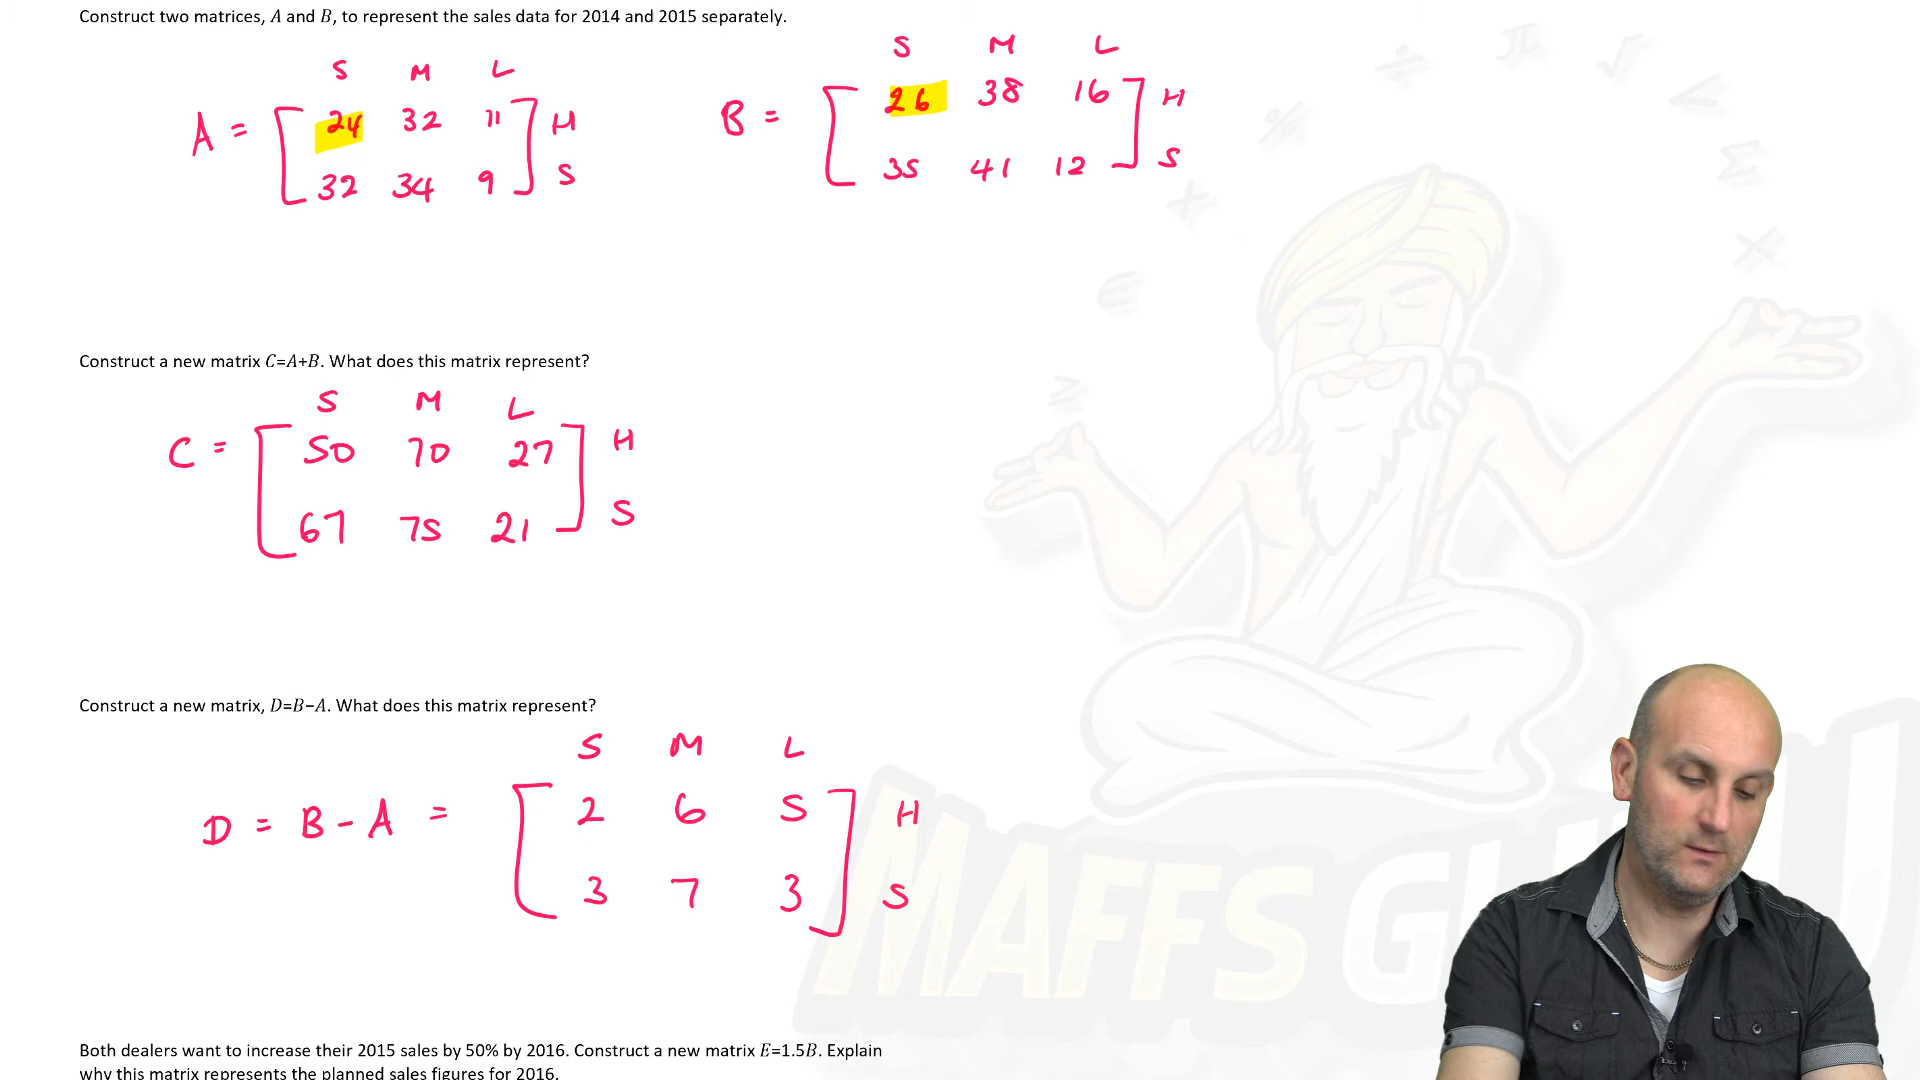 Construct two matrices, A and B, to represent the sales data for 2014 and 2015 separately.
S M L
A = [ 24 32 11 ] H
32 34 9 S
S M L
B = [ 26 38 16 ] H
35 41 12 S
Construct a new matrix C=A+B. What does this matrix represent?
S M L
C = [ 50 70 27 ] H
67 75 21 S
Construct a new matrix, D=B−A. What does this matrix represent?
S M L
D = B - A = [ 2 6 5 ] H
3 7 3 S
Both dealers want to increase their 2015 sales by 50% by 2016. Construct a new matrix E=1.5B. Explain
why this matrix represents the planned sales figures for 2016.
MAFFS G